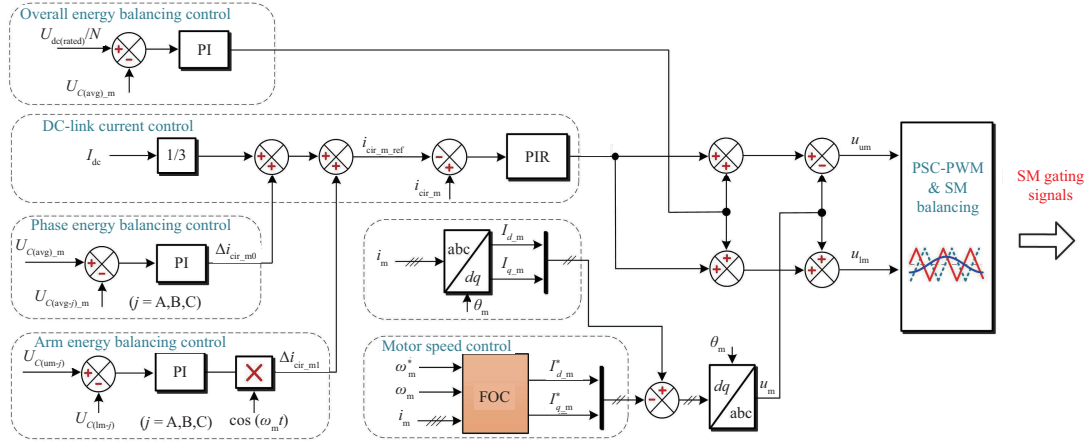 Overall energy balancing control
U_dc(rated)/N
PI
U_C(avg)_m
DC-link current control
I_dc
1/3
i_cir_m_ref
i_cir_m
PIR
u_um
PSC-PWM
& SM
balancing
SM gating
signals
Phase energy balancing control
U_C(avg)_m
PI
Δi_cir_m0
U_C(avg-j)_m
(j = A,B,C)
i_m
abc
dq
I_d_m
I_q_m
θ_m
u_lm
Arm energy balancing control
U_C(um-j)
PI
Δi_cir_m1
U_C(lm-j)
(j = A,B,C)
cos (ω_m t)
Motor speed control
ω*_m
ω_m
i_m
FOC
I*_d_m
I*_q_m
θ_m
dq
abc
u_m